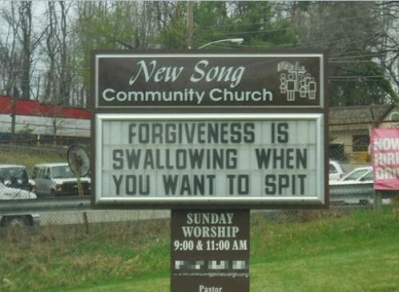 New Song
Community Church
FORGIVENESS IS
SWALLOWING WHEN
YOU WANT TO SPIT
SUNDAY
WORSHIP
9:00 & 11:00 AM
Pastor
NOW